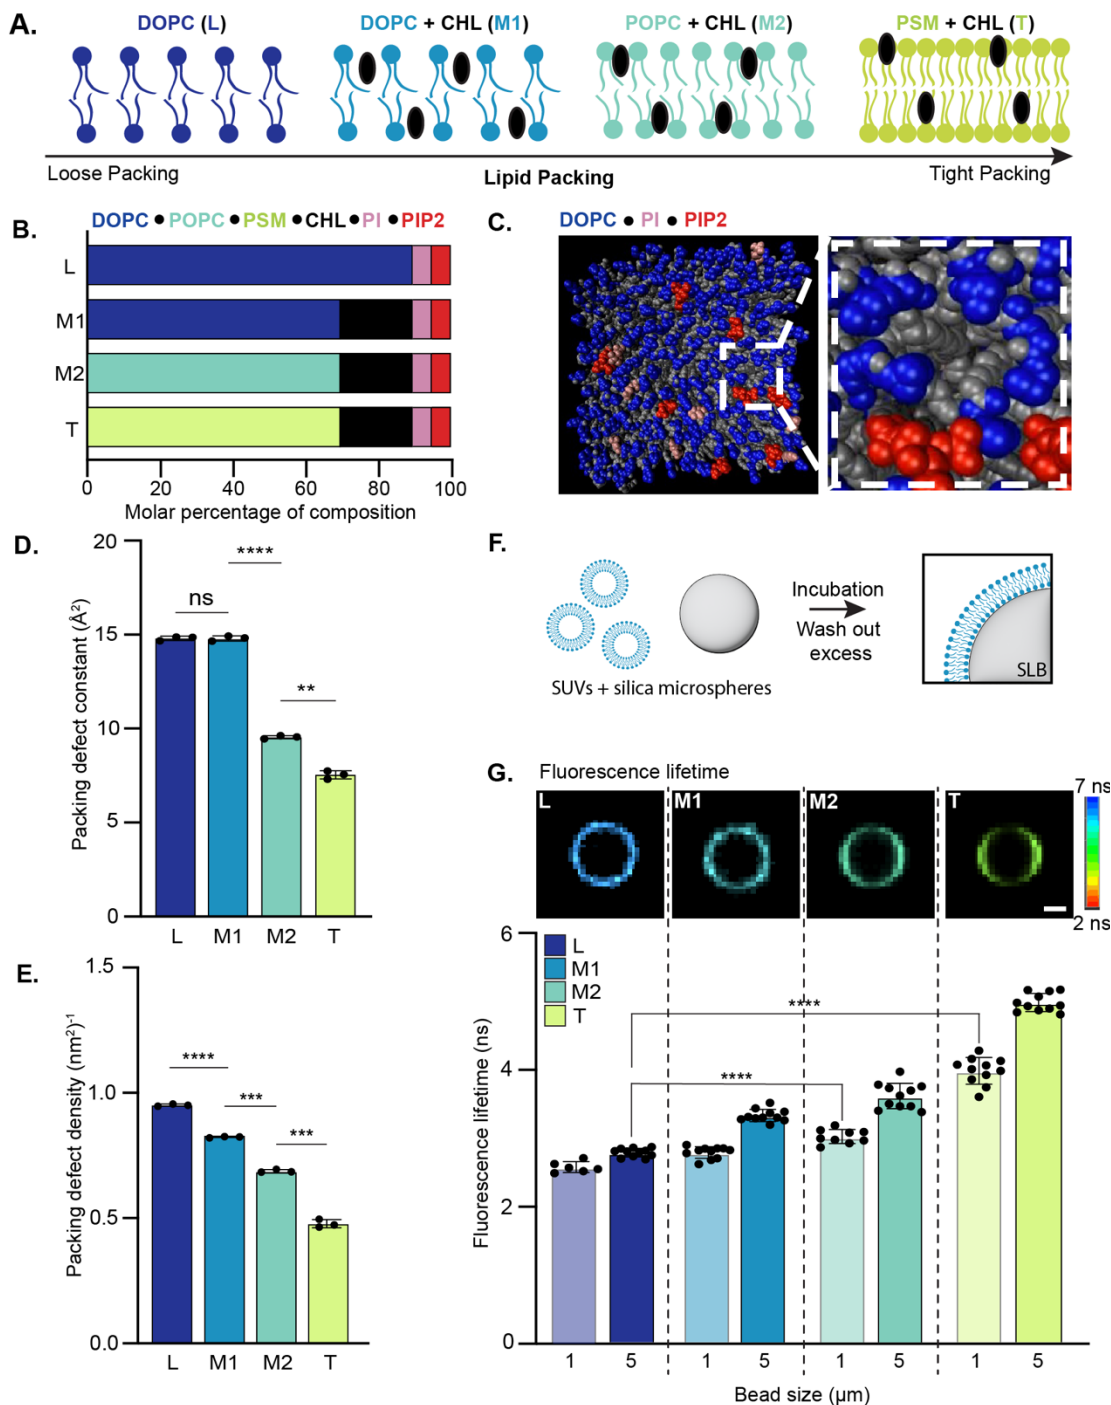 A.
DOPC (L)
DOPC + CHL (M1)
POPC + CHL (M2)
PSM + CHL (T)
Loose Packing
Lipid Packing
Tight Packing
B.
DOPC • POPC • PSM • CHL • PI • PIP2
L
M1
M2
T
0 20 40 60 80 100
Molar percentage of composition
C.
DOPC • PI • PIP2
D.
Packing defect constant (Å²)
20
15
10
5
0
ns
****
**
L M1 M2 T
E.
Packing defect density (nm²)⁻¹
1.5
1.0
0.5
0.0
****
***
***
L M1 M2 T
F.
SUVs + silica microspheres
Incubation
Wash out
excess
SLB
G.
Fluorescence lifetime
L
M1
M2
T
7 ns
2 ns
Fluorescence lifetime (ns)
6
4
2
0
L
M1
M2
T
****
****
1 5 1 5 1 5 1 5
Bead size (µm)